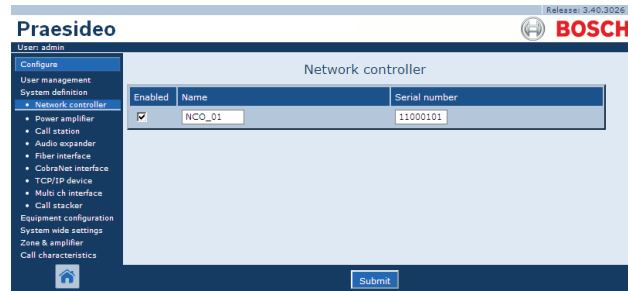 Release: 3.40.3026
Praesideo
BOSCH
User: admin
Configure
User management
System definition
• Network controller
• Power amplifier
• Call station
• Audio expander
• Fiber interface
• CobraNet interface
• TCP/IP device
• Multi ch interface
• Call stacker
Equipment configuration
System wide settings
Zone & amplifier
Call characteristics
Network controller
Enabled Name Serial number
NCO_01 11000101
Submit